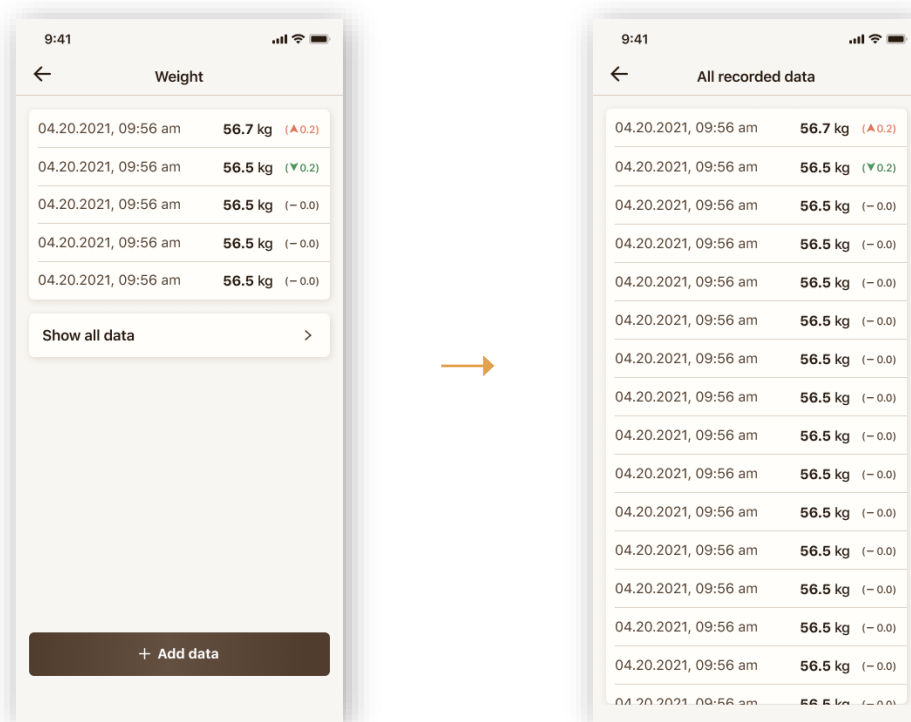 9:41
Weight
04.20.2021, 09:56 am 56.7 kg (▲0.2)
04.20.2021, 09:56 am 56.5 kg (▼0.2)
04.20.2021, 09:56 am 56.5 kg (– 0.0)
04.20.2021, 09:56 am 56.5 kg (– 0.0)
04.20.2021, 09:56 am 56.5 kg (– 0.0)
Show all data
+ Add data
9:41
All recorded data
04.20.2021, 09:56 am 56.7 kg (▲0.2)
04.20.2021, 09:56 am 56.5 kg (▼0.2)
04.20.2021, 09:56 am 56.5 kg (– 0.0)
04.20.2021, 09:56 am 56.5 kg (– 0.0)
04.20.2021, 09:56 am 56.5 kg (– 0.0)
04.20.2021, 09:56 am 56.5 kg (– 0.0)
04.20.2021, 09:56 am 56.5 kg (– 0.0)
04.20.2021, 09:56 am 56.5 kg (– 0.0)
04.20.2021, 09:56 am 56.5 kg (– 0.0)
04.20.2021, 09:56 am 56.5 kg (– 0.0)
04.20.2021, 09:56 am 56.5 kg (– 0.0)
04.20.2021, 09:56 am 56.5 kg (– 0.0)
04.20.2021, 09:56 am 56.5 kg (– 0.0)
04.20.2021, 09:56 am 56.5 kg (– 0.0)
04.20.2021, 09:56 am 56.5 kg (– 0.0)
04.20.2021, 09:56 am 56.5 kg (– 0.0)